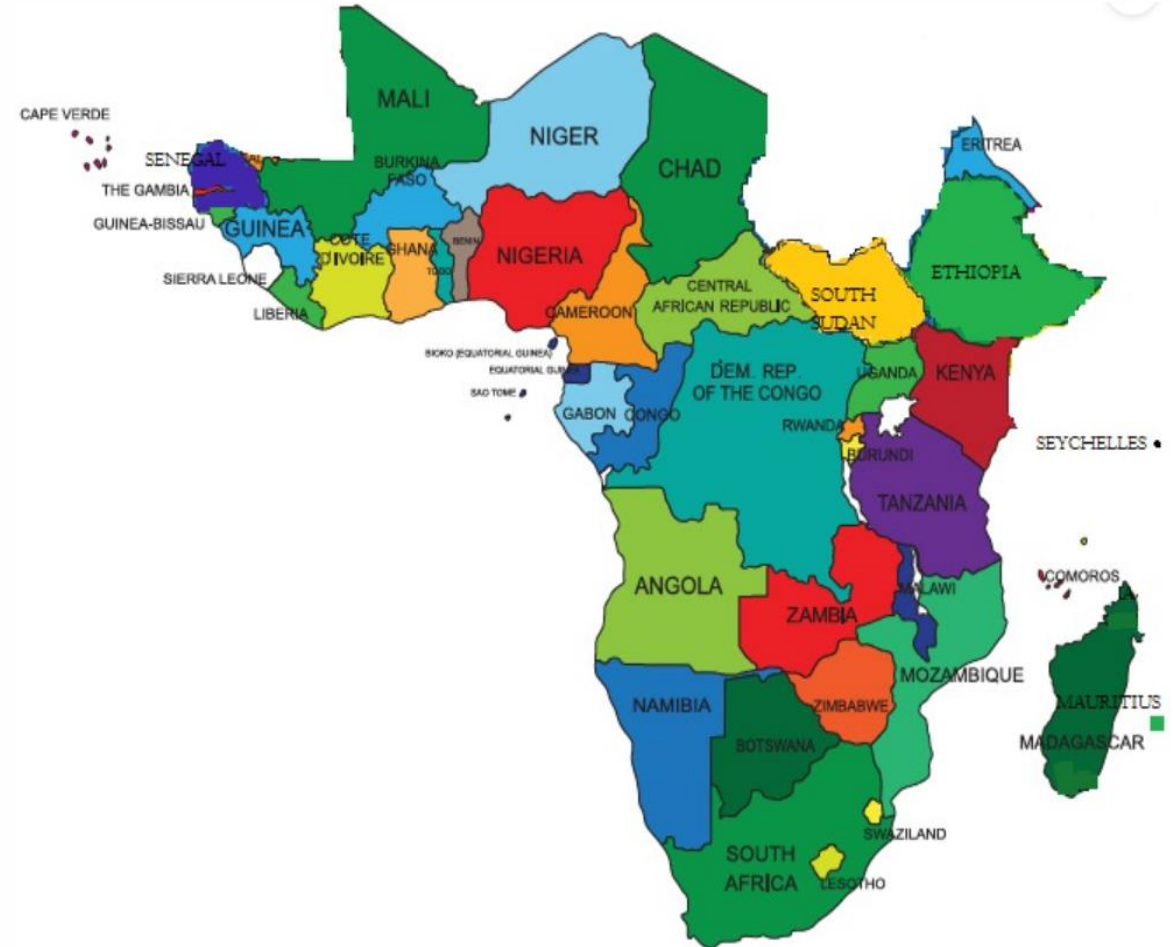 MALI
CAPE VERDE
NIGER
ERITREA
SENEGAL
AL
BURKINA
FASO
CHAD
THE GAMBIA
GUINEA-BISSAU
GUINEA
COTE
D'IVOIRE
GHANA
BENIN
TOGO
NIGERIA
ETHIOPIA
SIERRA LEONE
LIBERIA
CAMEROON
CENTRAL
AFRICAN REPUBLIC
SOUTH
SUDAN
BIOKO (EQUATORIAL GUINEA)
EQUATORIAL GUINEA
SAO TOME
GABON
CONGO
DEM. REP.
OF THE CONGO
UGANDA
KENYA
RWANDA
BURUNDI
SEYCHELLES
TANZANIA
ANGOLA
ZAMBIA
MALAWI
COMOROS
MOZAMBIQUE
NAMIBIA
ZIMBABWE
BOTSWANA
MAURITIUS
MADAGASCAR
SWAZILAND
SOUTH
AFRICA
LESOTHO